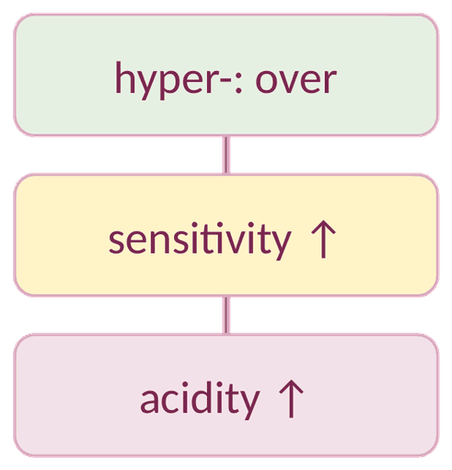 hyper-: over
sensitivity ↑
acidity ↑